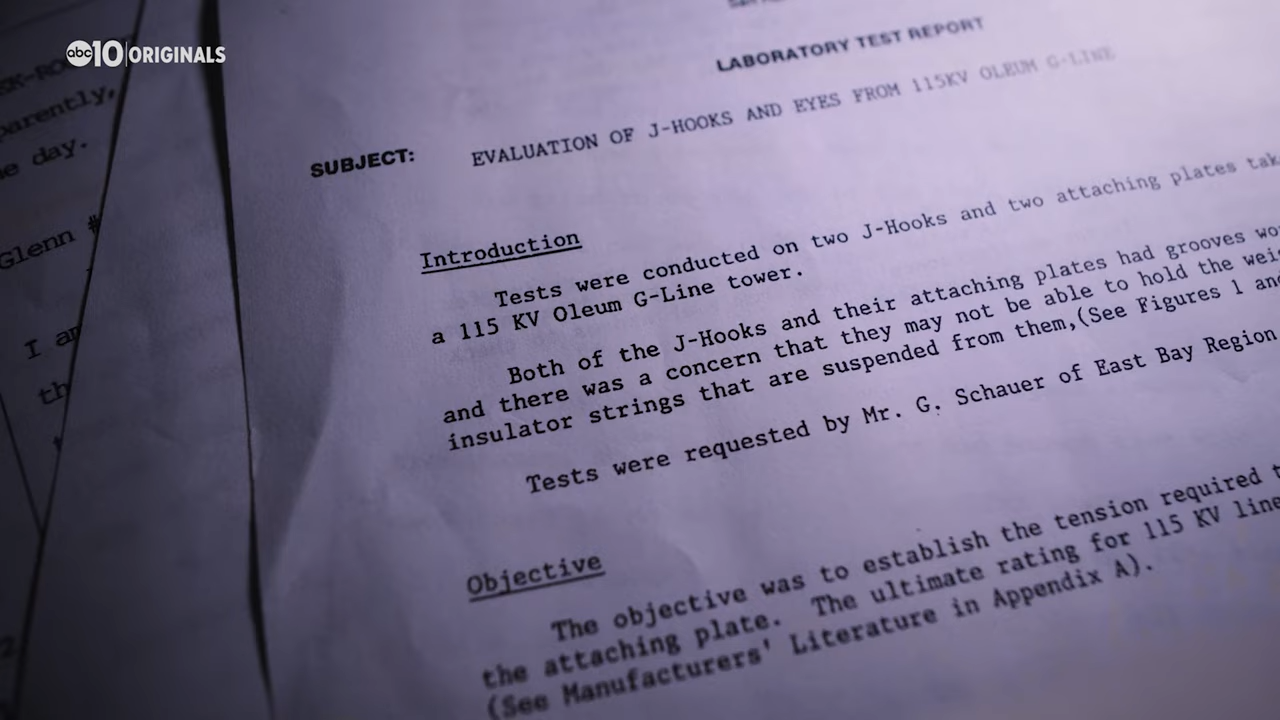 abc 10 ORIGINALS
LABORATORY TEST REPORT
SUBJECT: EVALUATION OF J-HOOKS AND EYES FROM 115KV OLEUM G-LINE
Introduction
Tests were conducted on two J-Hooks and two attaching plates
a 115 KV Oleum G-Line tower.
Both of the J-Hooks and their attaching plates had grooves
and there was a concern that they may not be able to hold the
insulator strings that are suspended from them,(See Figures 1
Tests were requested by Mr. G. Schauer of East Bay Region
Objective
The objective was to establish the tension required
the attaching plate. The ultimate rating for 115 KV line
(See Manufacturers' Literature in Appendix A).
parently,
e day.
Glenn #
I